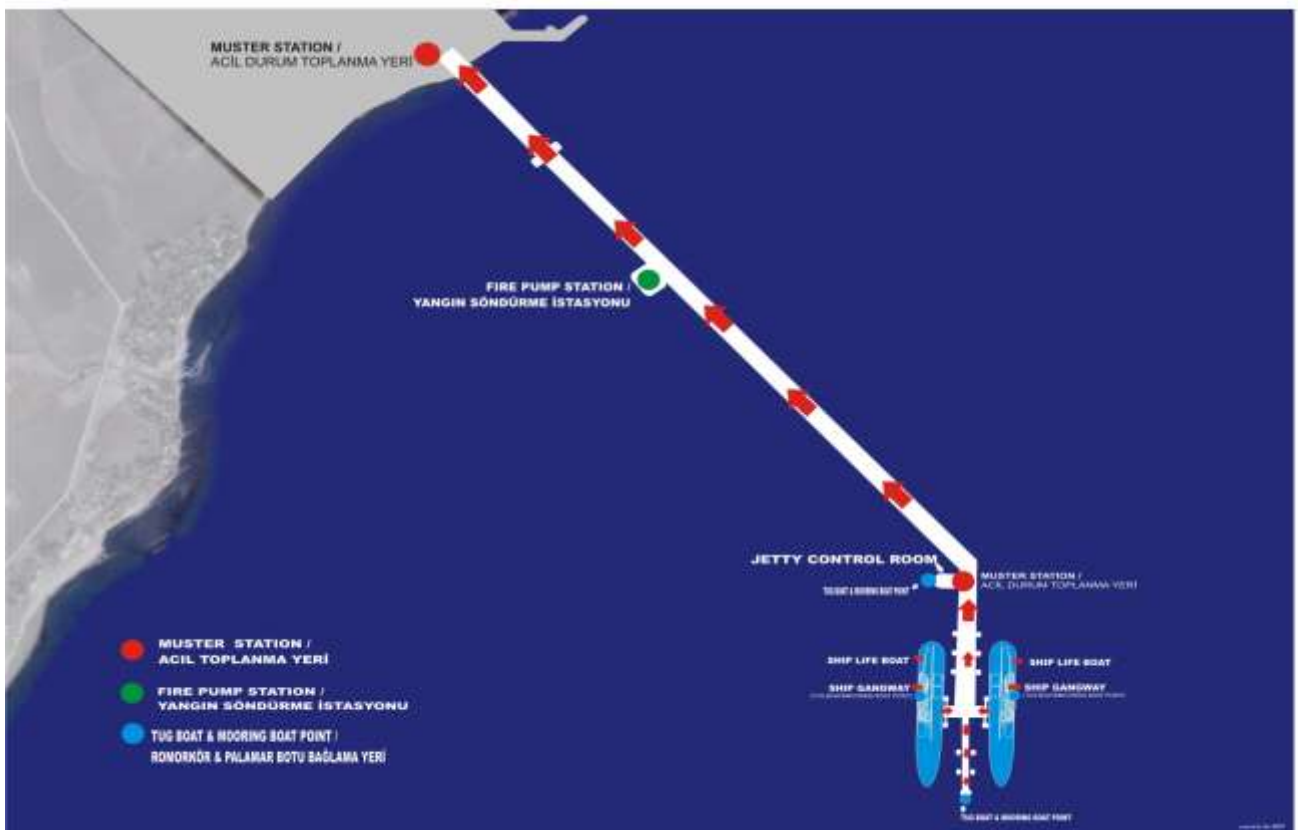 MUSTER STATION /
ACİL DURUM TOPLANMA YERİ
FIRE PUMP STATION /
YANGIN SÖNDÜRME İSTASYONU
JETTY CONTROL ROOM
TUG BOAT & MOORING BOAT POINT
MUSTER STATION /
ACİL DURUM TOPLANMA YERİ
SHIP LIFE BOAT
SHIP LIFE BOAT
SHIP GANGWAY
SHIP GANGWAY
TUG BOAT & MOORING BOAT POINT
MUSTER STATION /
ACIL TOPLANMA YERİ
FIRE PUMP STATION /
YANGIN SÖNDÜRME İSTASYONU
TUG BOAT & MOORING BOAT POINT /
ROMORKÖR & PALAMAR BOTU BAĞLAMA YERİ